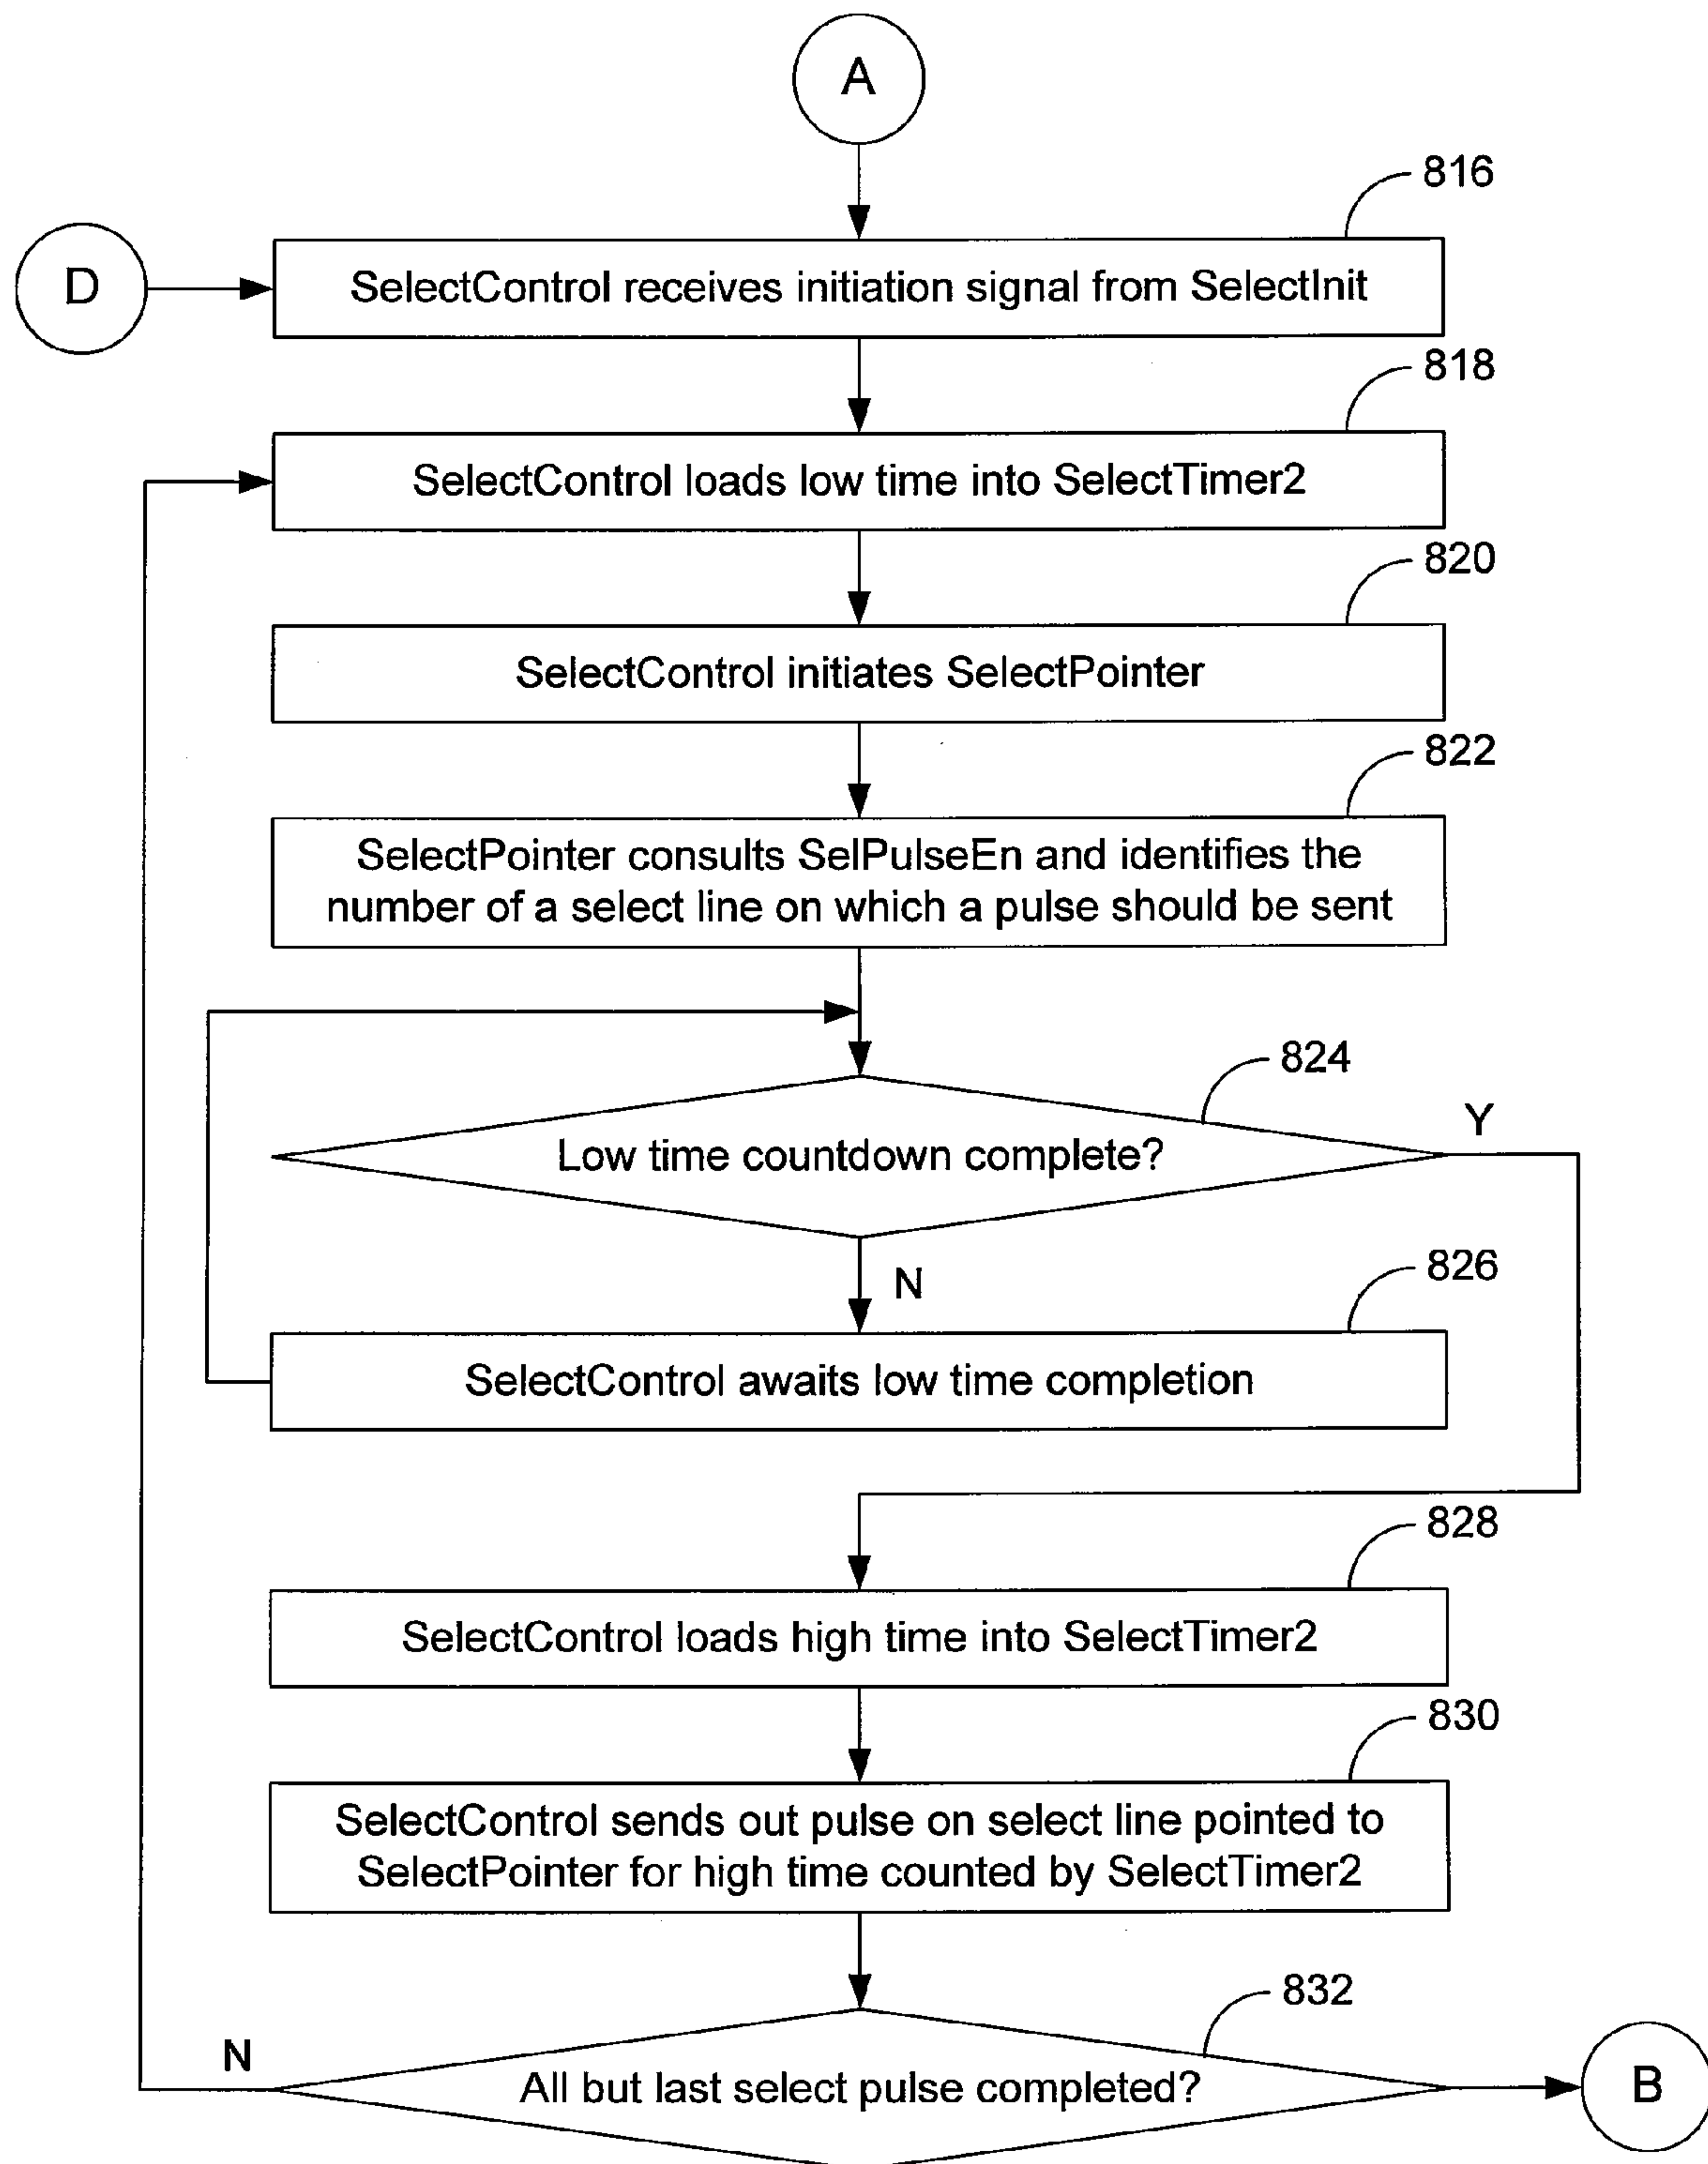 A
816
D
SelectControl receives initiation signal from SelectInit
818
SelectControl loads low time into SelectTimer2
820
SelectControl initiates SelectPointer
822
SelectPointer consults SelPulseEn and identifies the
number of a select line on which a pulse should be sent
824
Y
Low time countdown complete?
N
826
SelectControl awaits low time completion
828
SelectControl loads high time into SelectTimer2
830
SelectControl sends out pulse on select line pointed to
SelectPointer for high time counted by SelectTimer2
832
N
All but last select pulse completed?
B